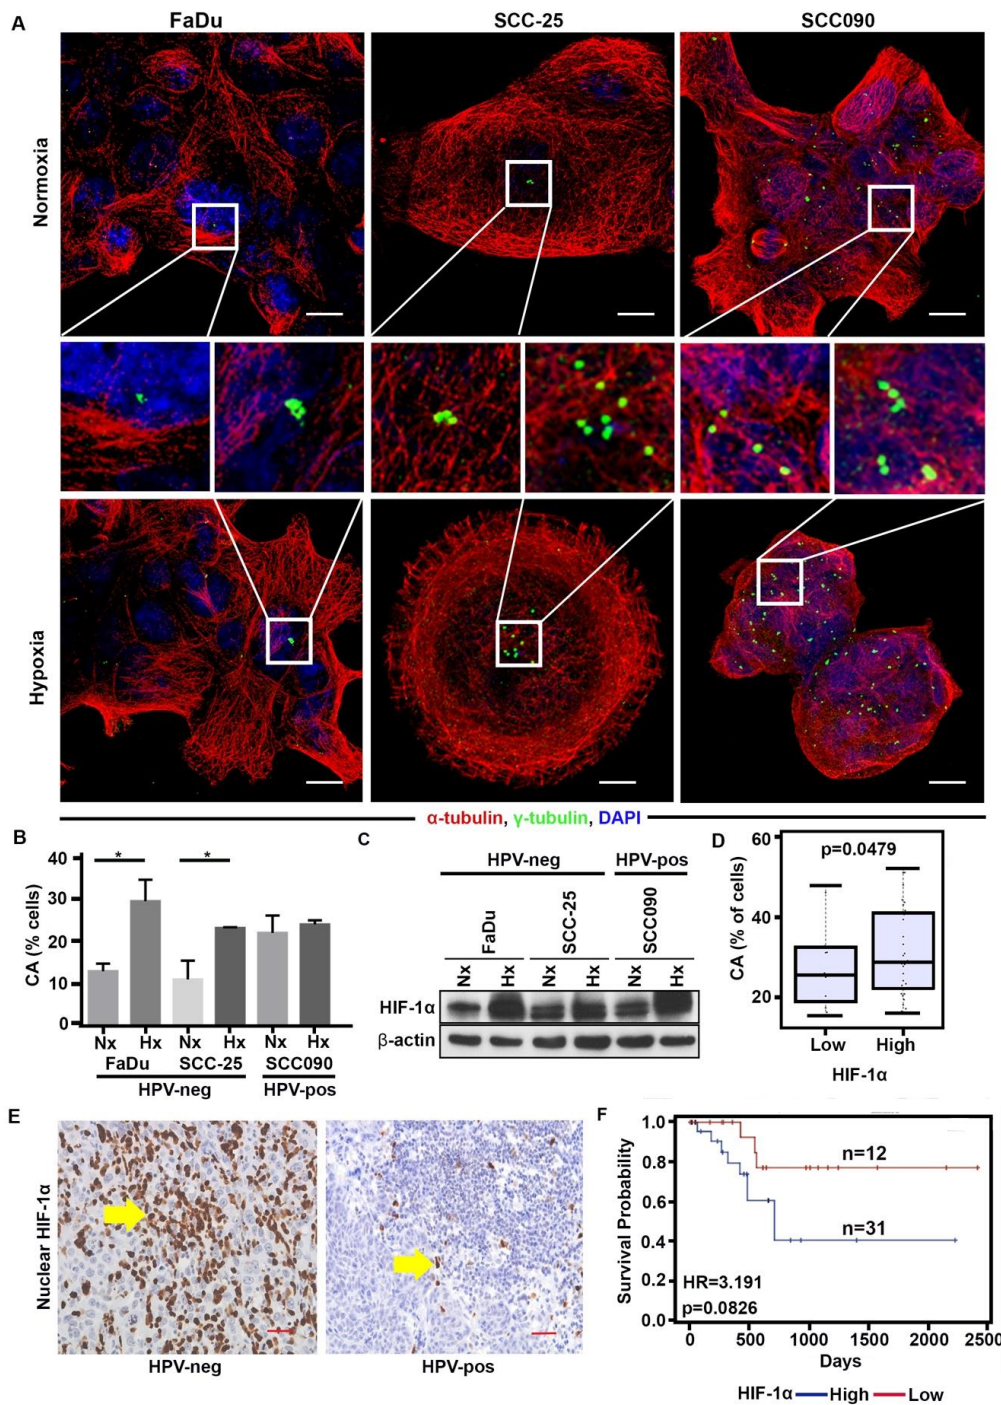 A
FaDu
SCC-25
SCC090
Normoxia
Hypoxia
α-tubulin, γ-tubulin, DAPI
B
CA (% cells)
40
30
20
10
0
*
*
Nx Hx Nx Hx Nx Hx
FaDu SCC-25 SCC090
HPV-neg HPV-pos
C
HPV-neg HPV-pos
FaDu SCC-25 SCC090
Nx Hx Nx Hx Nx Hx
HIF-1α
β-actin
D
CA (% of cells)
60
40
20
p=0.0479
Low High
HIF-1α
E
Nuclear HIF-1α
HPV-neg
HPV-pos
F
Survival Probability
1.0
0.8
0.6
0.4
0.2
0.0
n=12
n=31
HR=3.191
p=0.0826
0 500 1000 1500 2000 2500
Days
HIF-1α High Low